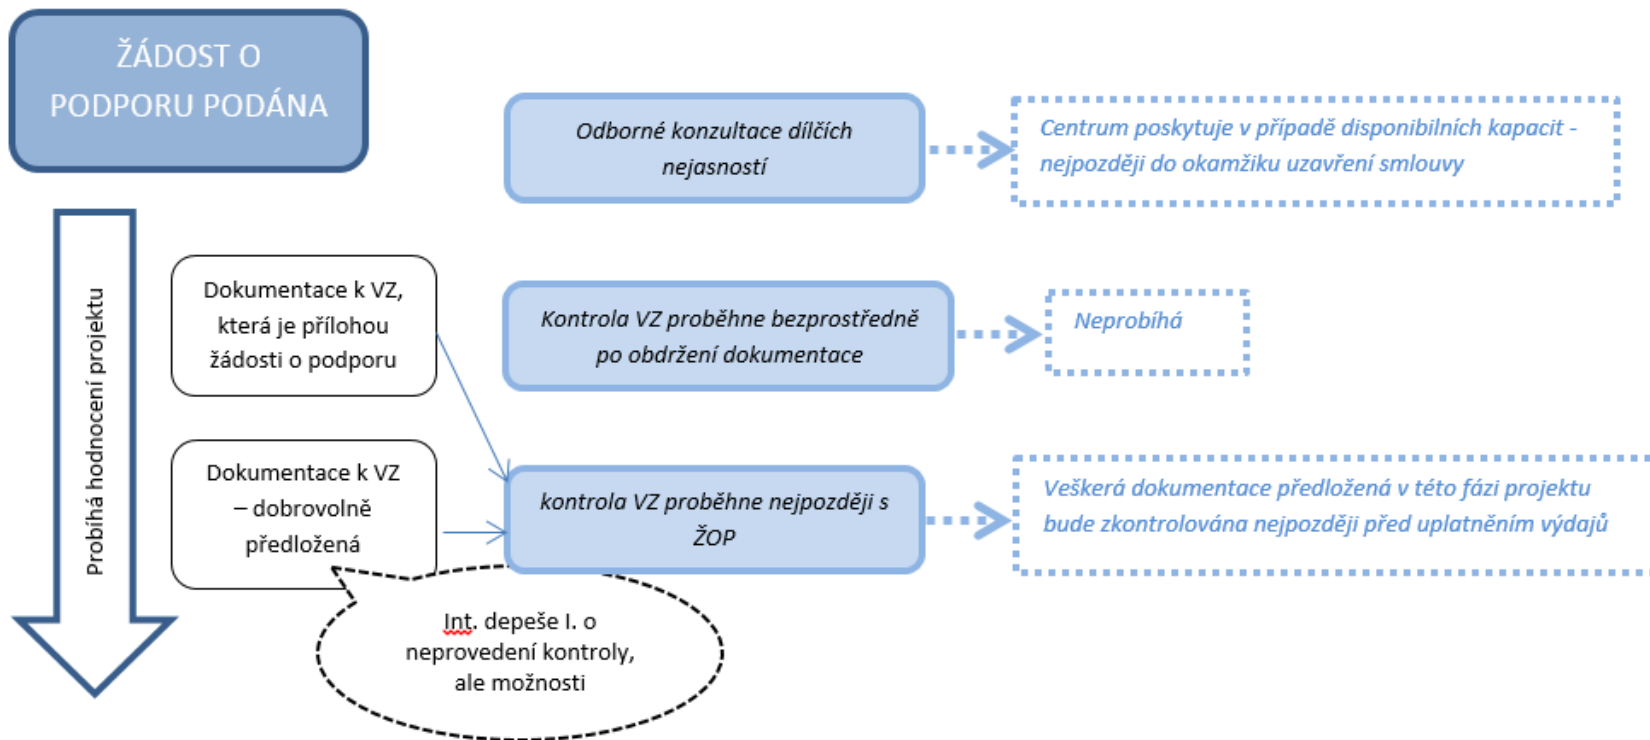 ŽÁDOST O
PODPORU PODÁNA
Odborné konzultace dílčích
nejasností
Centrum poskytuje v případě disponibilních kapacit -
nejpozději do okamžiku uzavření smlouvy
Probíhá hodnocení projektu
Dokumentace k VZ,
která je přílohou
žádosti o podporu
Kontrola VZ proběhne bezprostředně
po obdržení dokumentace
Neprobíhá
Dokumentace k VZ
– dobrovolně
předložená
kontrola VZ proběhne nejpozději s
ŽOP
Veškerá dokumentace předložená v této fázi projektu
bude zkontrolována nejpozději před uplatněním výdajů
Int. depeše I. o
neprovedení kontroly,
ale možnosti